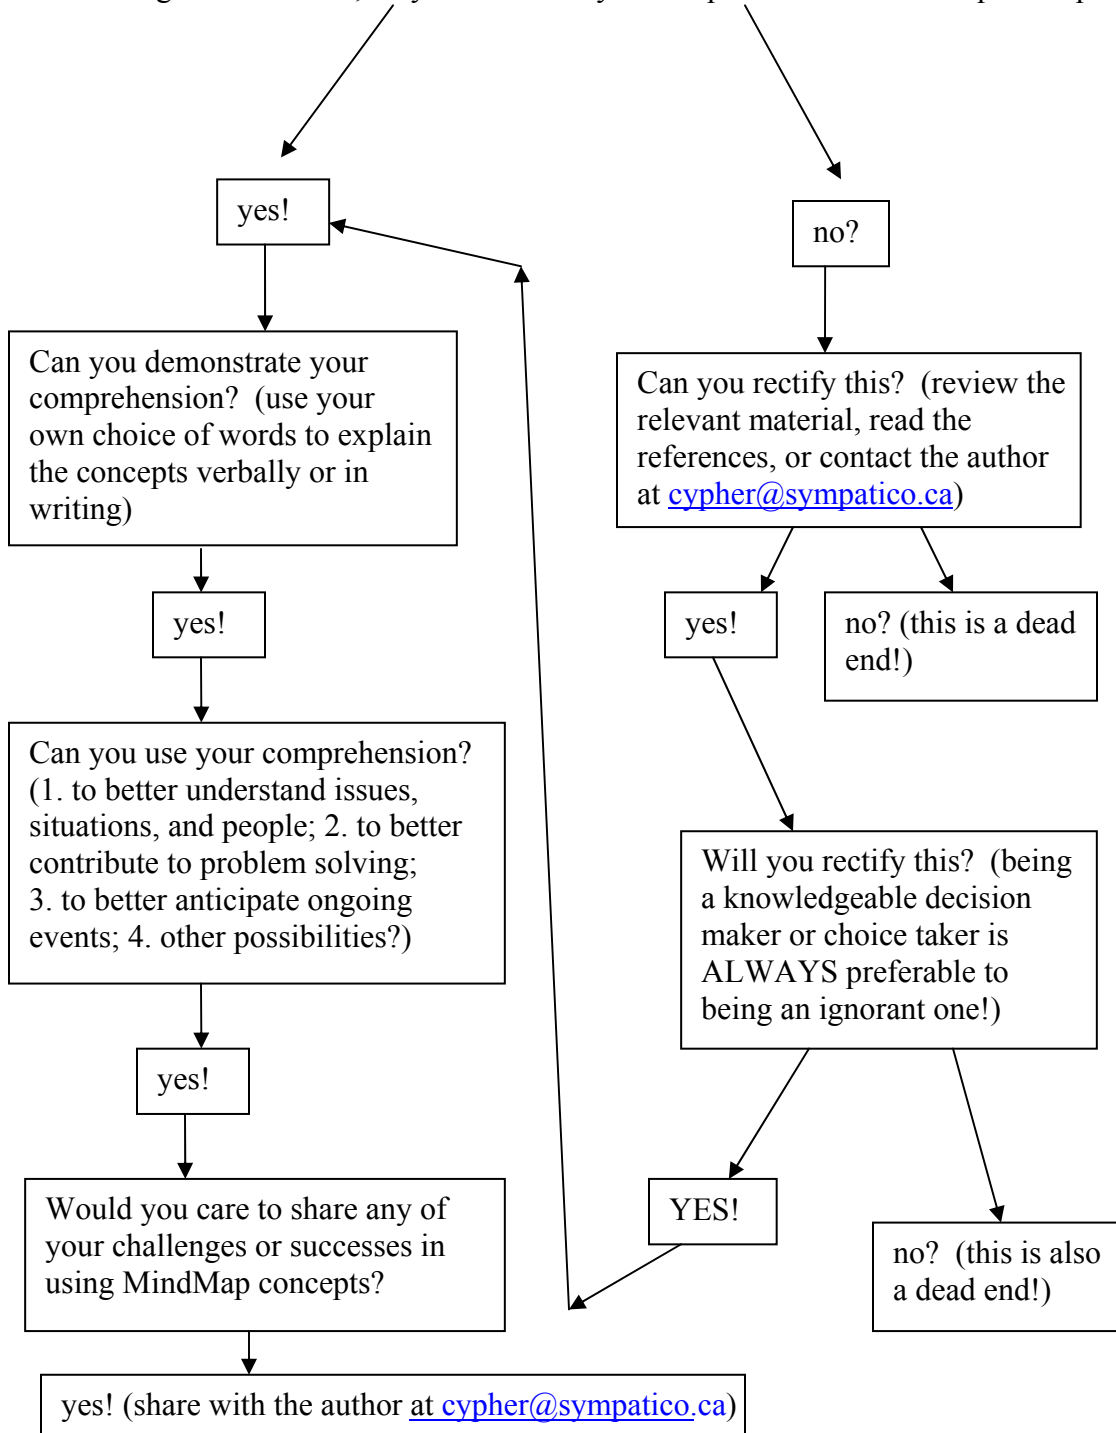 yes!
no?
Can you demonstrate your
comprehension? (use your
own choice of words to explain
the concepts verbally or in
writing)
Can you rectify this? (review the
relevant material, read the
references, or contact the author
at cypher@sympatico.ca)
yes!
yes!
no? (this is a dead
end!)
Can you use your comprehension?
(1. to better understand issues,
situations, and people; 2. to better
contribute to problem solving;
3. to better anticipate ongoing
events; 4. other possibilities?)
Will you rectify this? (being
a knowledgeable decision
maker or choice taker is
ALWAYS preferable to
being an ignorant one!)
yes!
Would you care to share any of
your challenges or successes in
using MindMap concepts?
YES!
no? (this is also
a dead end!)
yes! (share with the author at cypher@sympatico.ca)